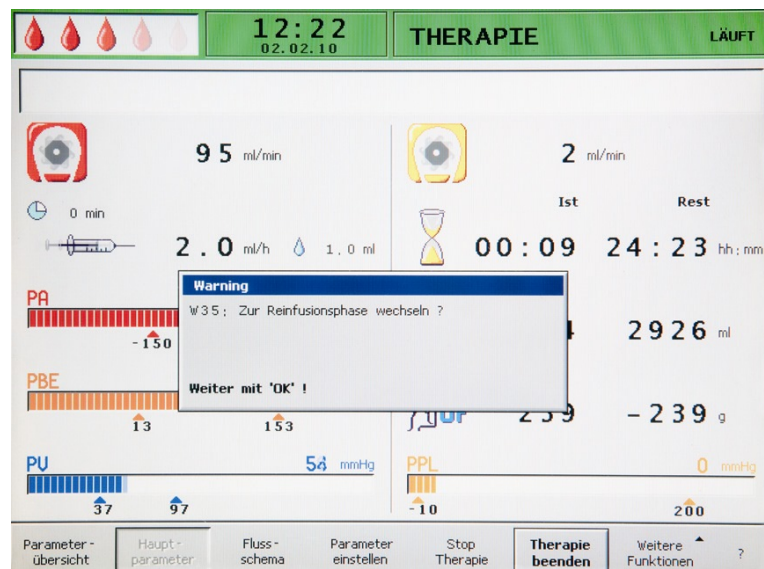 12:22
02.02.10
THERAPIE
LÄUFT
95 ml/min
2 ml/min
0 min
Ist
Rest
2.0 ml/h
1.0 ml
00:09
24:23 hh:mm
Warning
W35: Zur Reinfusionsphase wechseln ?
Weiter mit 'OK' !
PA
-150
2926 ml
PBE
13
153
UF
239
-239 g
PV
mmHg
37
97
PPL
0 mmHg
-10
200
Parameter-
übersicht
Haupt-
parameter
Fluss-
schema
Parameter
einstellen
Stop
Therapie
Therapie
beenden
Weitere
Funktionen
?